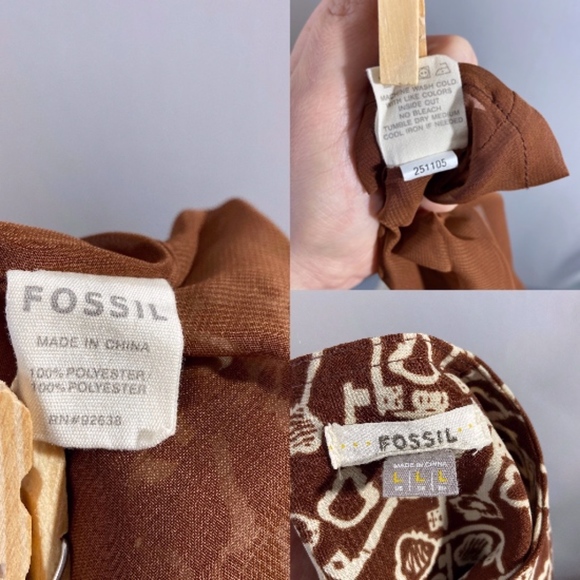 FOSSIL
MADE IN CHINA
100% POLYESTER/
100% POLYESTER
RN#92638
MACHINE WASH COLD
WITH LIKE COLORS
INSIDE OUT
NO BLEACH
TUMBLE DRY MEDIUM
COOL IRON IF NEEDED
251105
FOSSIL
MADE IN CHINA
L L L